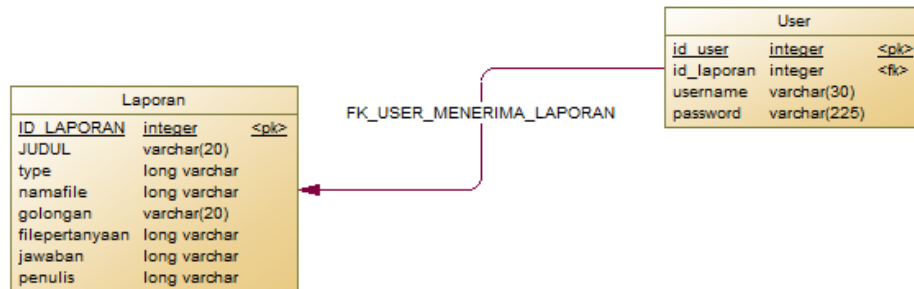 User
id_user integer <pk>
id_laporan integer <fk>
username varchar(30)
password varchar(225)
FK_USER_MENERIMA_LAPORAN
Laporan
ID_LAPORAN integer <pk>
JUDUL varchar(20)
type long varchar
namafile long varchar
golongan varchar(20)
filepertanyaan long varchar
jawaban long varchar
penulis long varchar